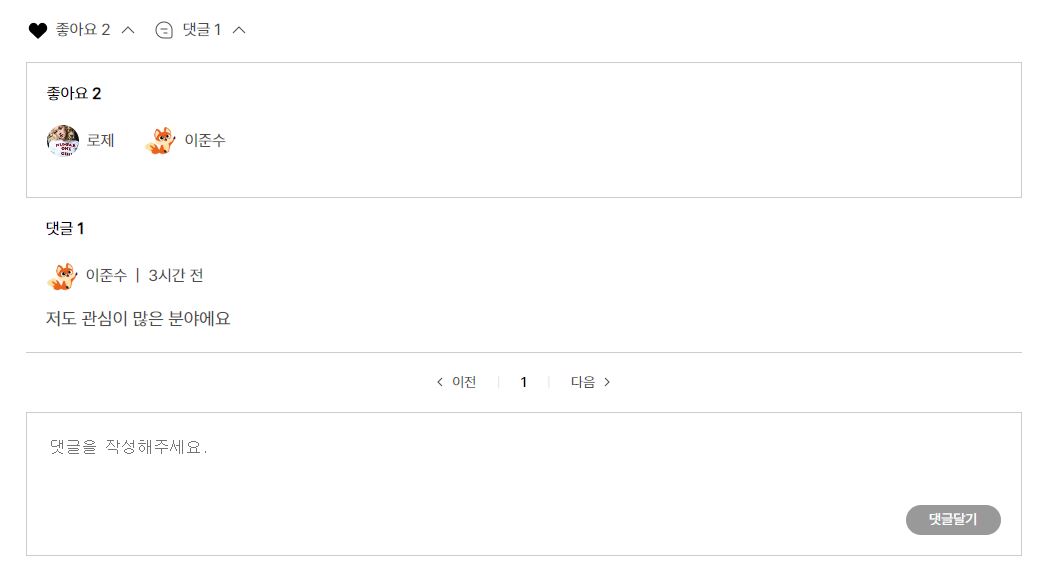 좋아요 2 댓글 1
좋아요 2
로제 이준수
댓글 1
이준수 | 3시간 전
저도 관심이 많은 분야에요
이전 1 다음
댓글을 작성해주세요.
댓글달기